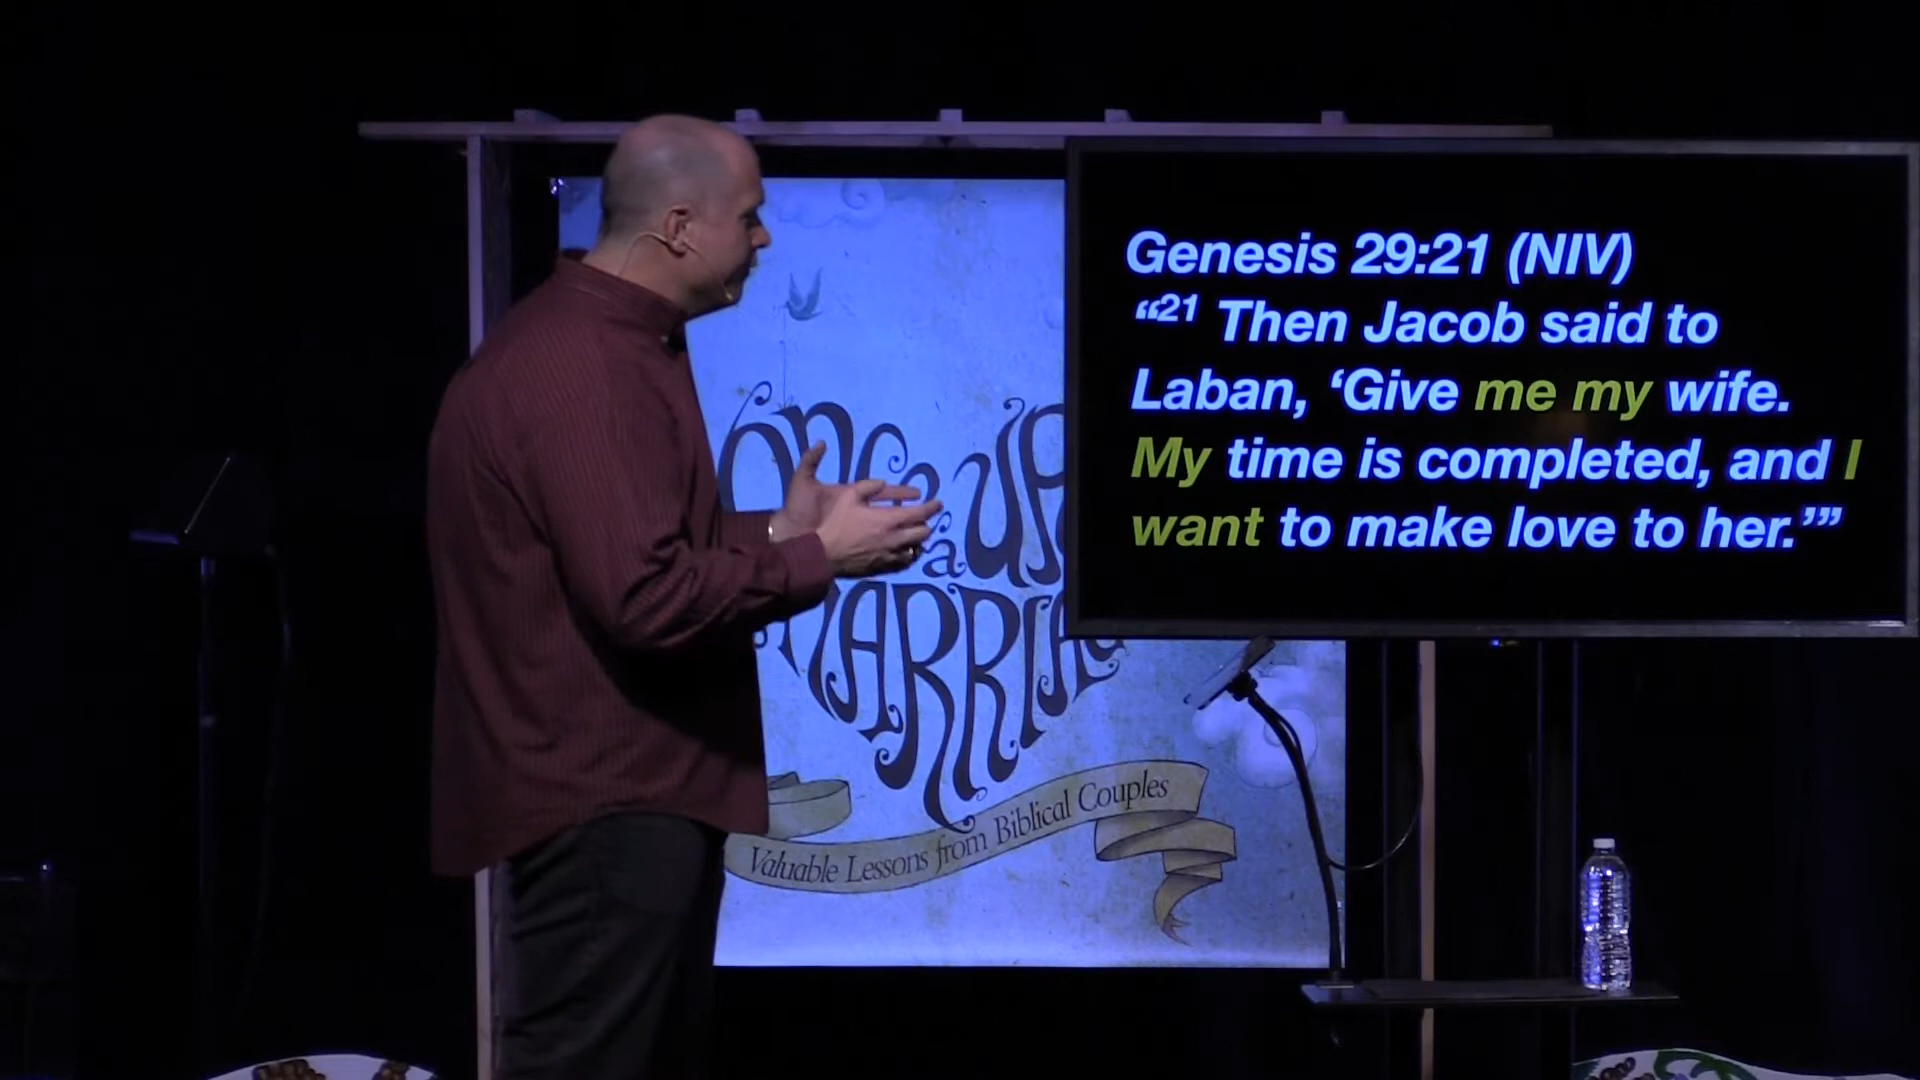 Genesis 29:21 (NIV)
“21 Then Jacob said to
Laban, ‘Give me my wife.
My time is completed, and I
want to make love to her.’”
a
Valuable Lessons from Biblical Couples